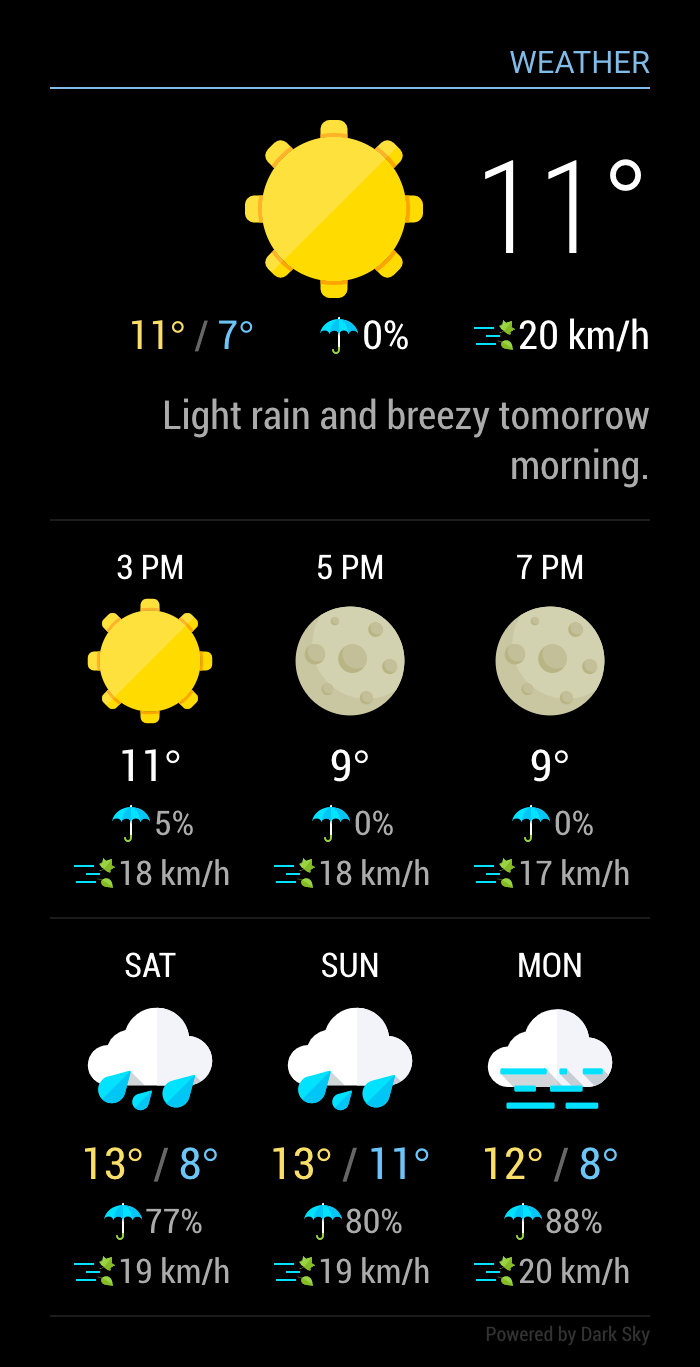 WEATHER
11°
11° / 7° 0% 20 km/h
Light rain and breezy tomorrow
morning.
3 PM 5 PM 7 PM
11° 9° 9°
5% 0% 0%
18 km/h 18 km/h 17 km/h
SAT SUN MON
13° / 8° 13° / 11° 12° / 8°
77% 80% 88%
19 km/h 19 km/h 20 km/h
Powered by Dark Sky